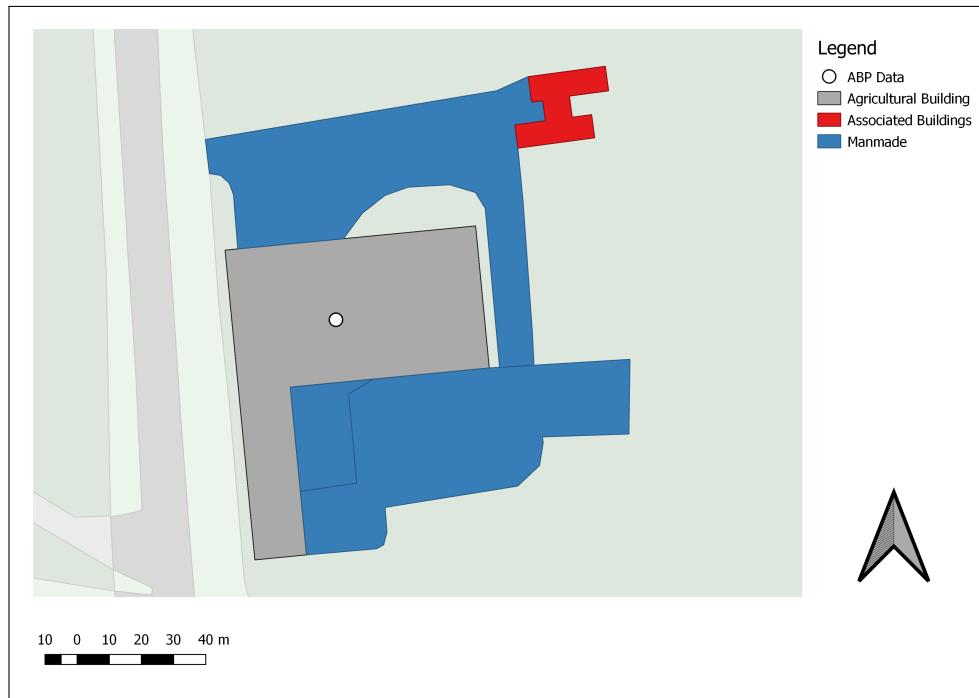 Legend
ABP Data
Agricultural Building
Associated Buildings
Manmade
10 0 10 20 30 40 m